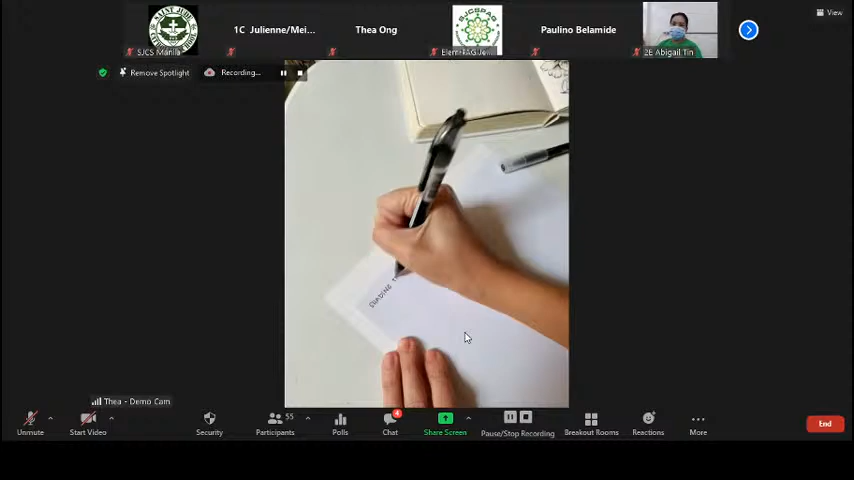 1C Julienne/Mei...
Thea Ong
Paulino Belamide
View
SJCS Manila
2E Abigail Tin
Remove Spotlight
Recording...
SHADING
Thea - Demo Cam
55
4
Unmute
Start Video
Security
Participants
Polls
Chat
Share Screen
Pause/Stop Recording
Breakout Rooms
Reactions
More
End